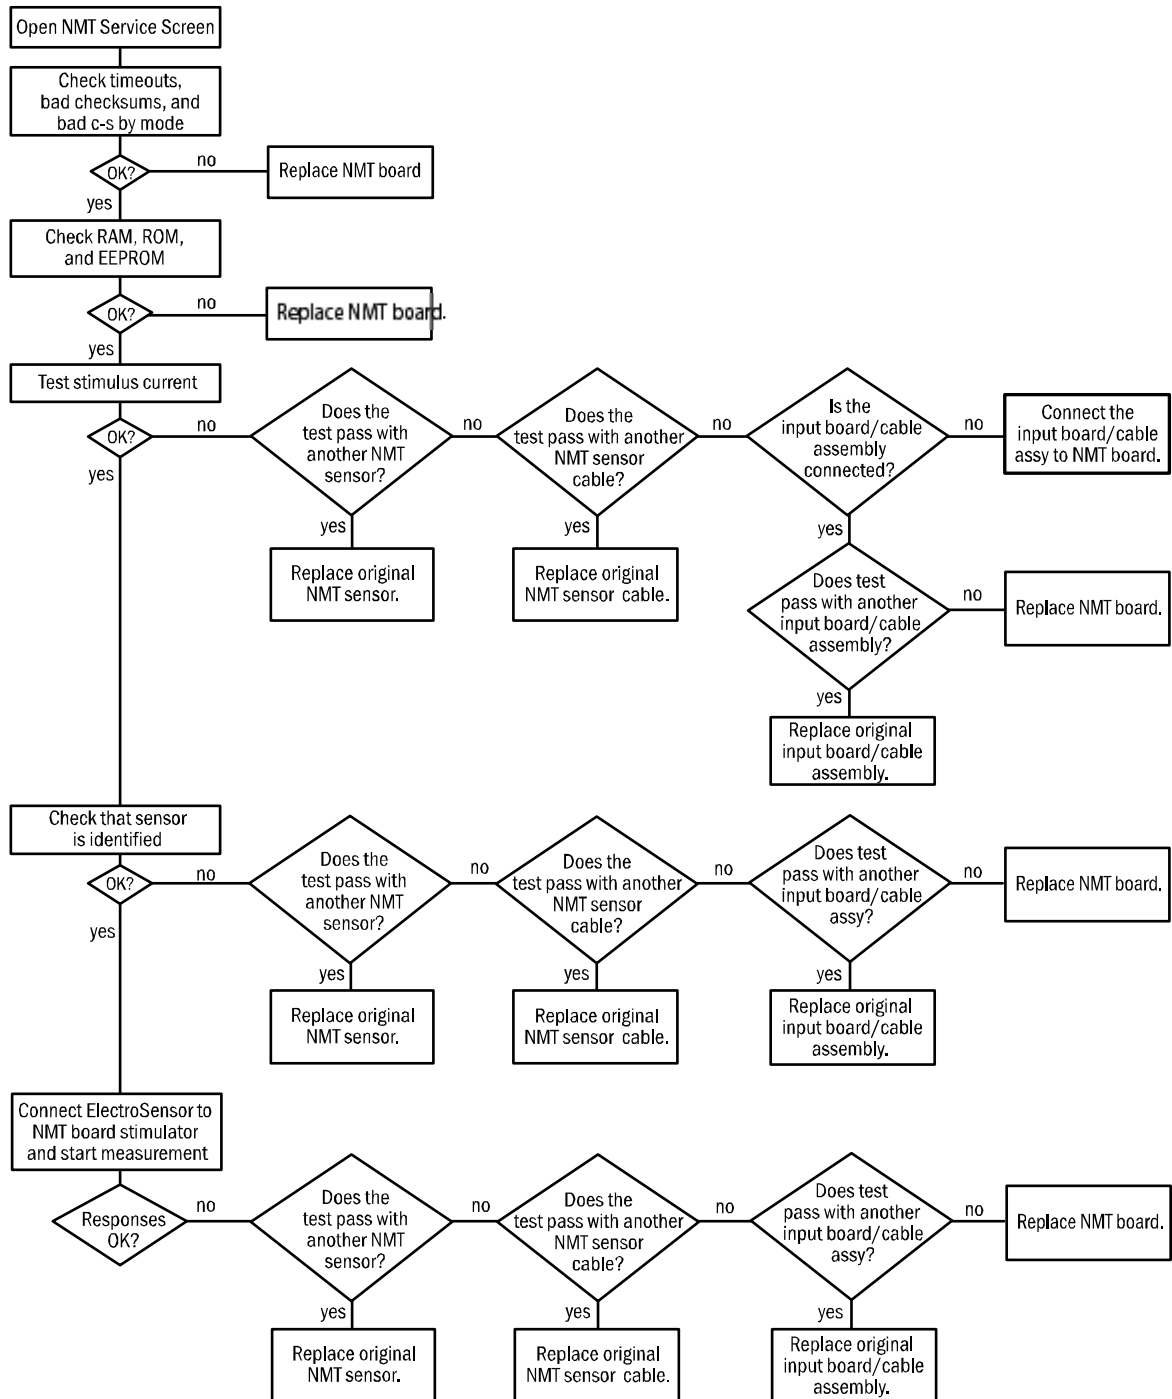 Open NMT Service Screen
Check timeouts,
bad checksums, and
bad c-s by mode
OK?
no
Replace NMT board
yes
Check RAM, ROM,
and EEPROM
OK?
no
Replace NMT board.
yes
Test stimulus current
OK?
no
Does the
test pass with
another NMT
sensor?
no
Does the
test pass with another
NMT sensor
cable?
no
Is the
input board/cable
assembly
connected?
no
Connect the
input board/cable
assy to NMT board.
yes
yes
Replace original
NMT sensor.
yes
Replace original
NMT sensor cable.
yes
Does test
pass with another
input board/cable
assembly?
no
Replace NMT board.
yes
Replace original
input board/cable
assembly.
Check that sensor
is identified
OK?
no
Does the
test pass with
another NMT
sensor?
no
Does the
test pass with another
NMT sensor
cable?
no
Does test
pass with another
input board/cable
assy?
no
Replace NMT board.
yes
yes
Replace original
NMT sensor.
yes
Replace original
NMT sensor cable.
yes
Replace original
input board/cable
assembly.
Connect ElectroSensor to
NMT board stimulator
and start measurement
Responses
OK?
no
Does the
test pass with
another NMT
sensor?
no
Does the
test pass with another
NMT sensor
cable?
no
Does test
pass with another
input board/cable
assy?
no
Replace NMT board.
yes
Replace original
NMT sensor.
yes
Replace original
NMT sensor cable.
yes
Replace original
input board/cable
assembly.